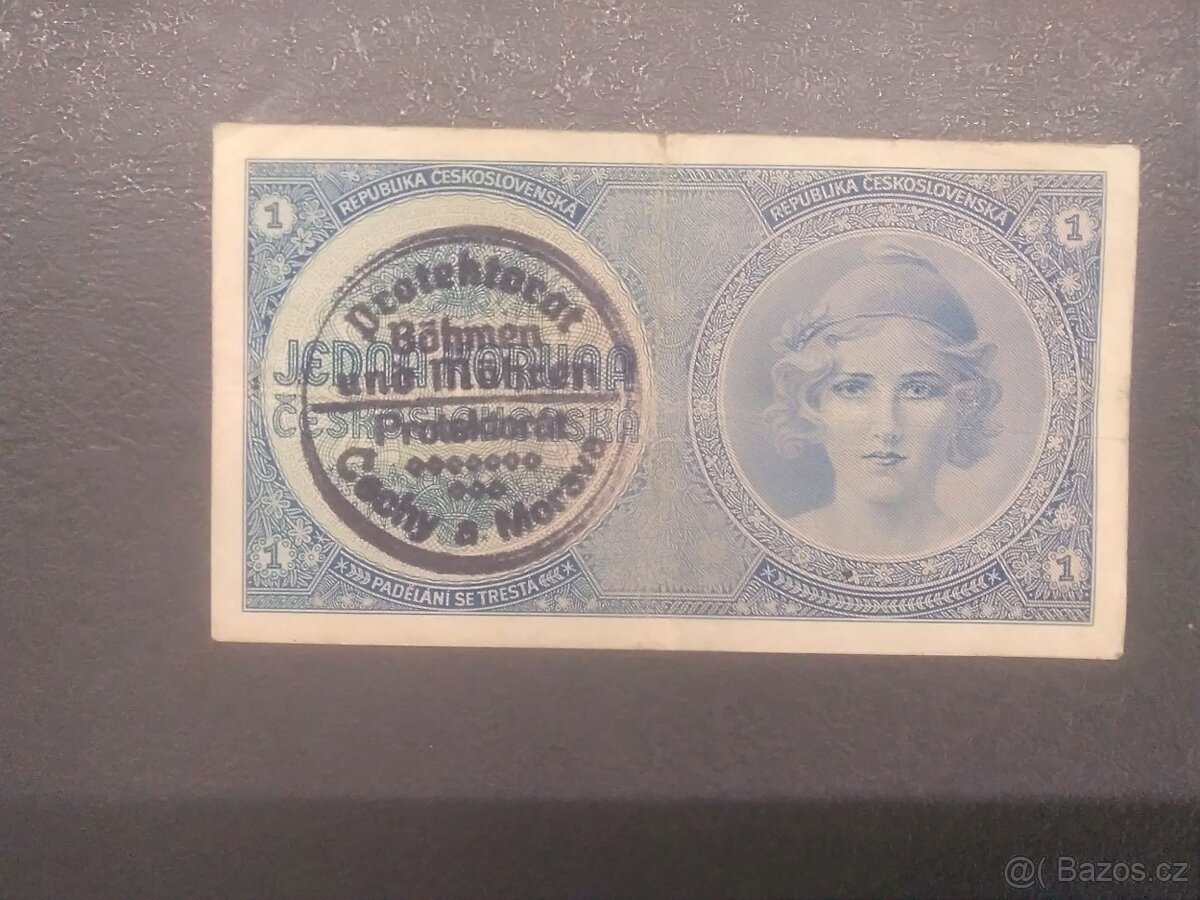 REPUBLIKA ČESKOSLOVENSKÁ
REPUBLIKA ČESKOSLOVENSKÁ
1
1
Protektorat
Böhmen
und Mähren
JEDNA KORUNA
ČESKOSLOVENSKÁ
Protektorát
Čechy a Morava
1
1
PADĚLÁNÍ SE TRESTÁ
@( Bazos.cz